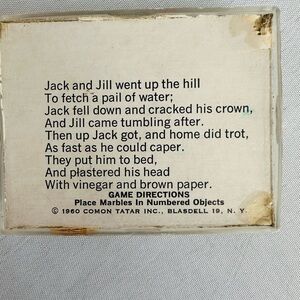 Jack and Jill went up the hill
To fetch a pail of water;
Jack fell down and cracked his crown,
And Jill came tumbling after.
Then up Jack got, and home did trot,
As fast as he could caper.
They put him to bed,
And plastered his head
With vinegar and brown paper.
GAME DIRECTIONS
Place Marbles In Numbered Objects
© 1960 COMON TATAR INC., BLASDELL 19, N. Y.